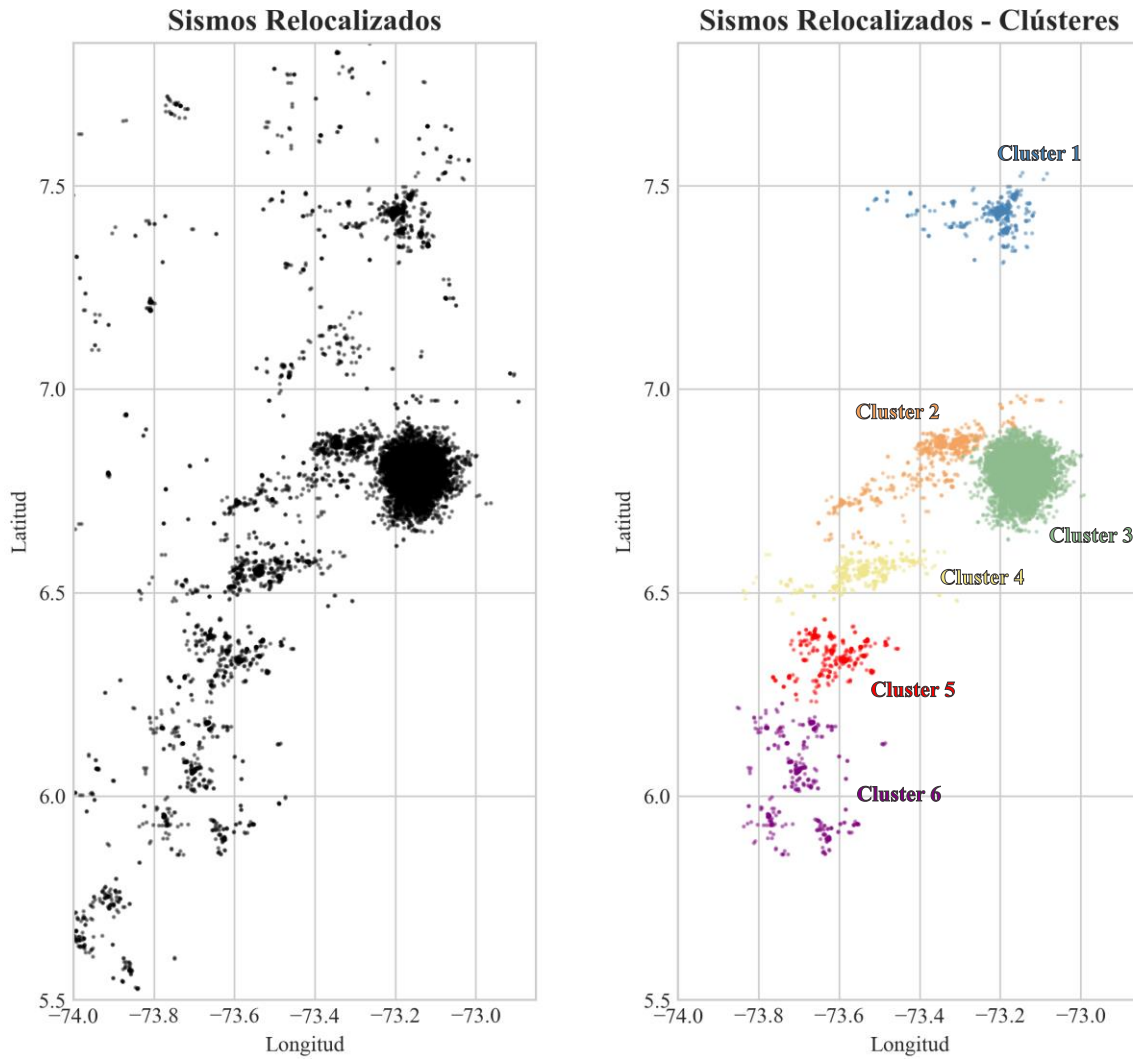 Sismos Relocalizados
Latitud
7.5
7.0
6.5
6.0
5.5
−74.0 −73.8 −73.6 −73.4 −73.2 −73.0
Longitud
Sismos Relocalizados - Clústeres
Latitud
Cluster 1
Cluster 2
Cluster 3
Cluster 4
Cluster 5
Cluster 6
7.5
7.0
6.5
6.0
5.5
−74.0 −73.8 −73.6 −73.4 −73.2 −73.0
Longitud